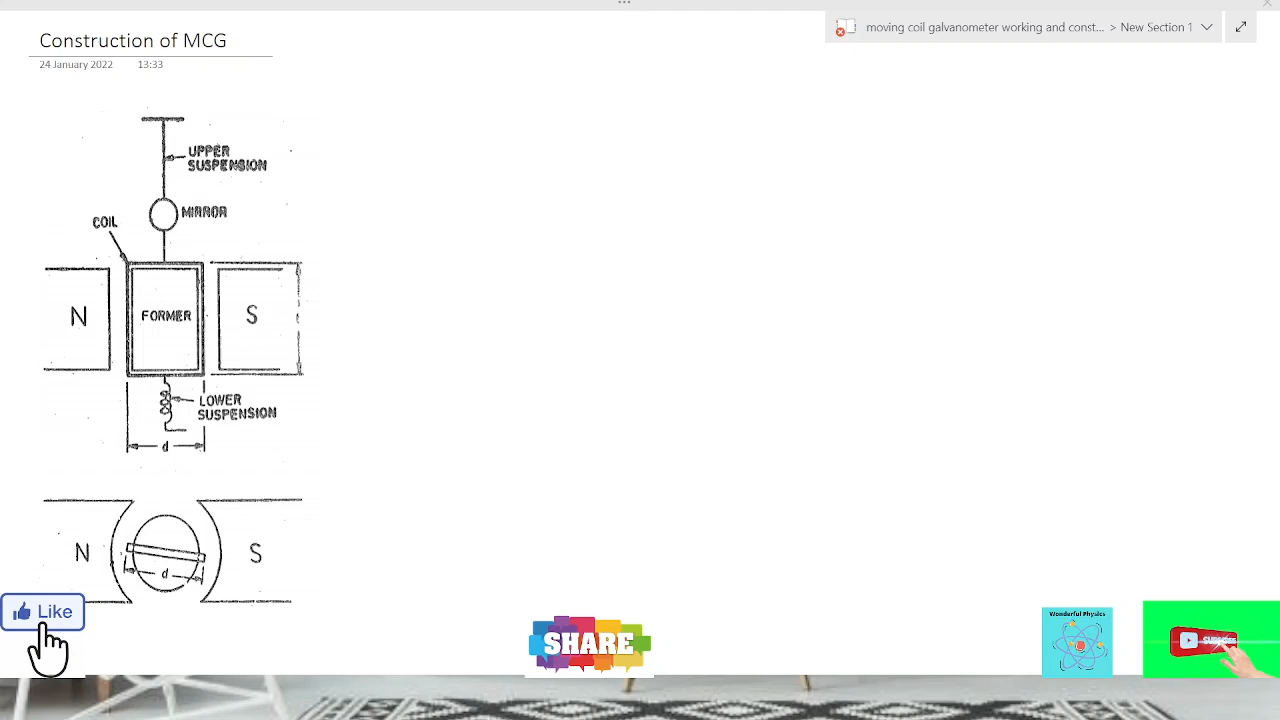 moving coil galvanometer working and const... > New Section 1
Construction of MCG
24 January 2022 13:33
UPPER
SUSPENSION
MIRROR
COIL
N
FORMER
S
LOWER
SUSPENSION
d
N
S
d
Like
SHARE
Wonderful Physics